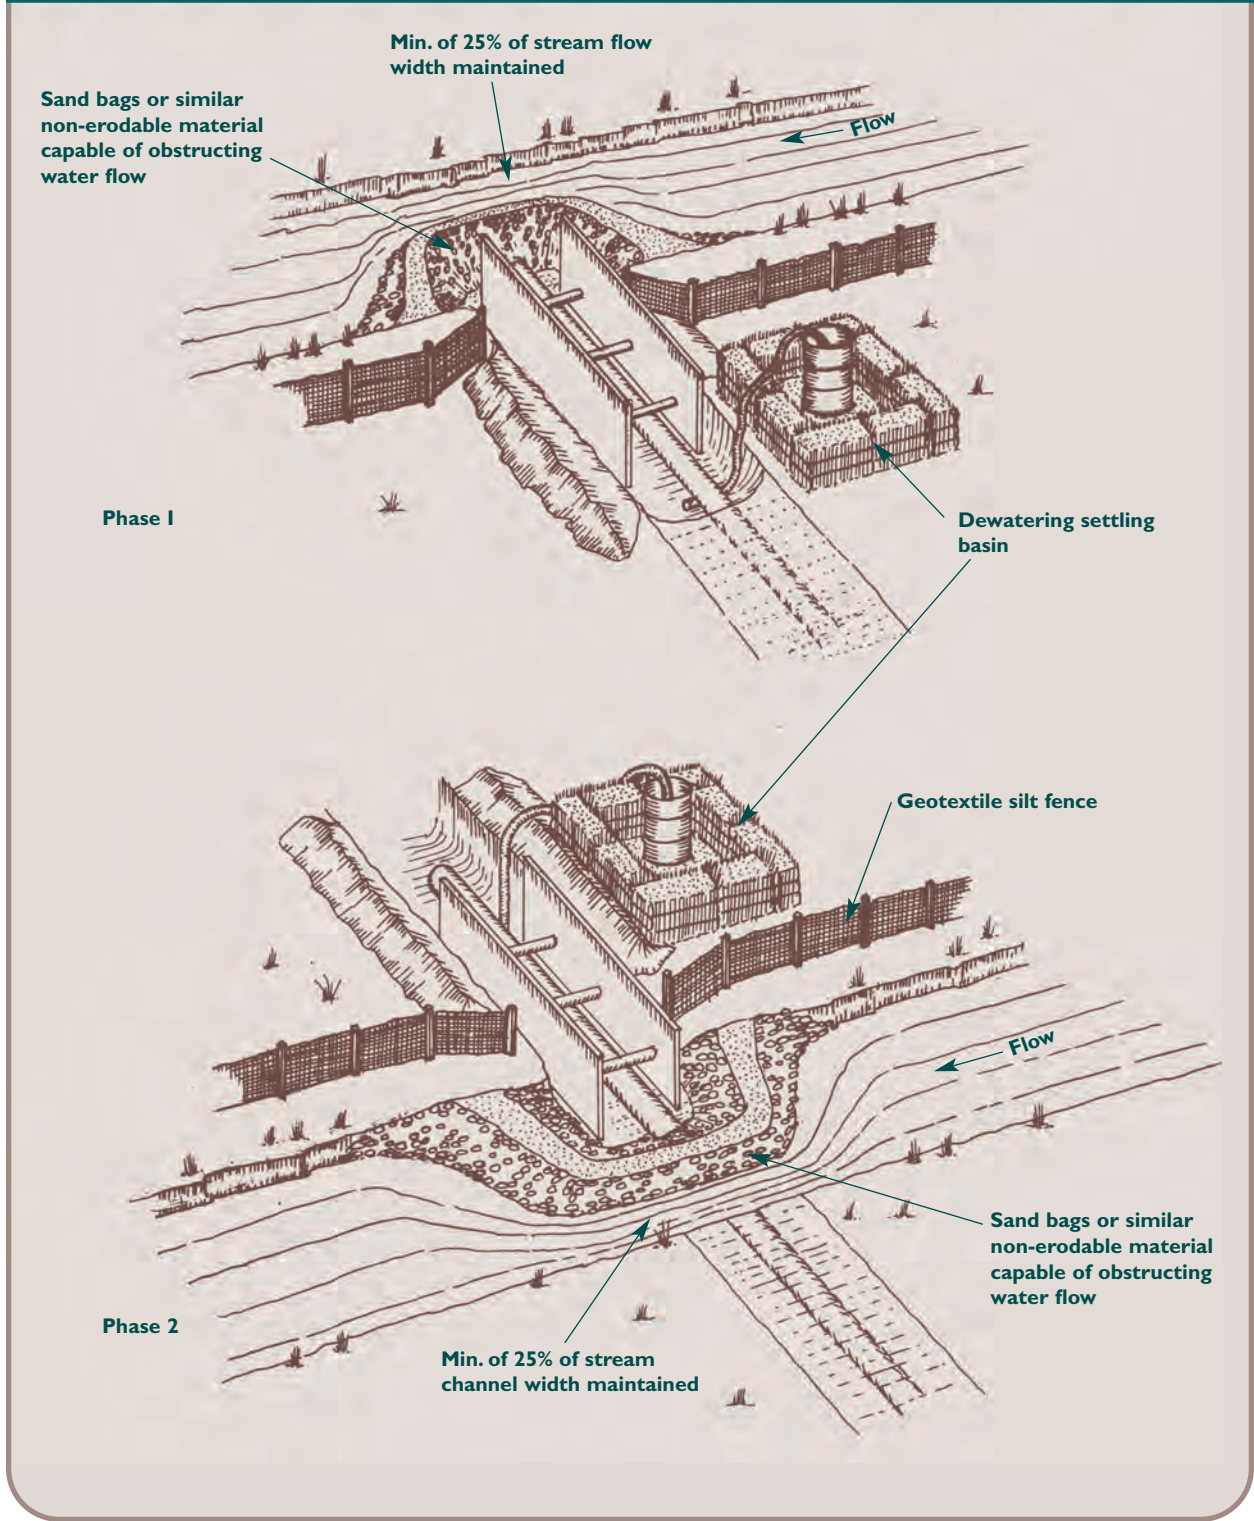 Min. of 25% of stream flow
width maintained
Sand bags or similar
non-erodable material
capable of obstructing
water flow
Flow
Phase 1
Dewatering settling
basin
Geotextile silt fence
Flow
Sand bags or similar
non-erodable material
capable of obstructing
water flow
Phase 2
Min. of 25% of stream
channel width maintained